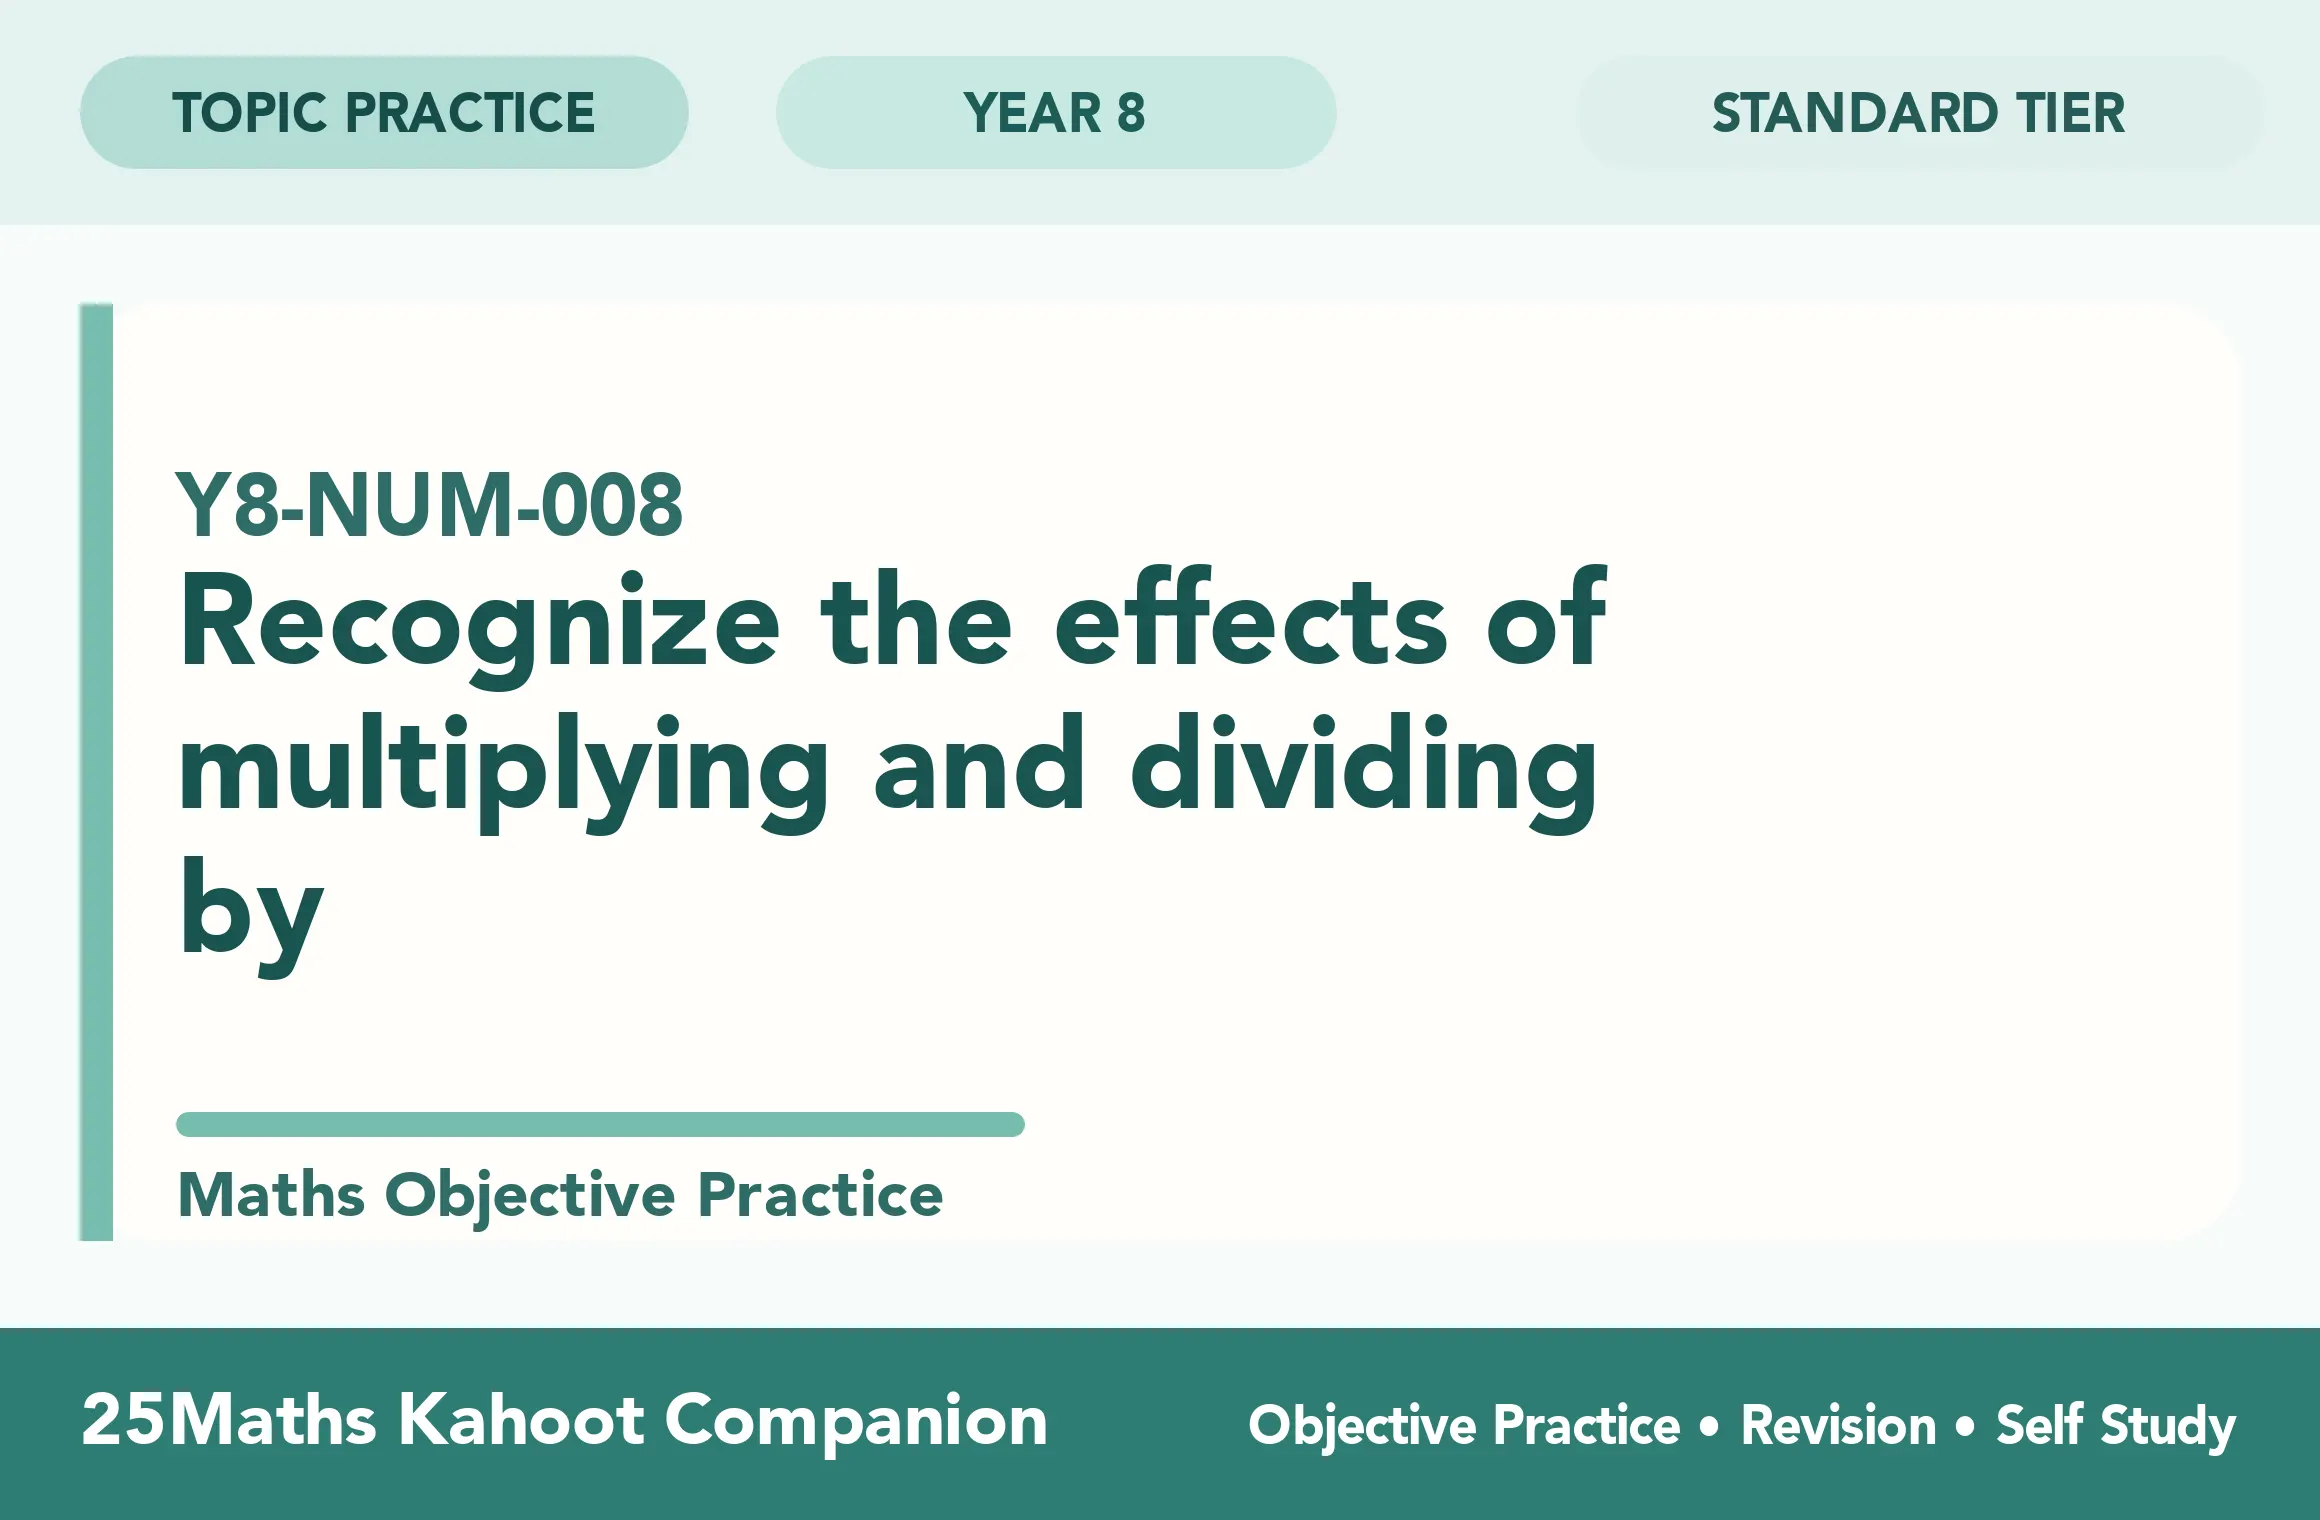 TOPIC PRACTICE
YEAR 8
STANDARD TIER
Y8-NUM-008
Recognize the effects of
multiplying and dividing
by
Maths Objective Practice
25Maths Kahoot Companion
Objective Practice • Revision • Self Study